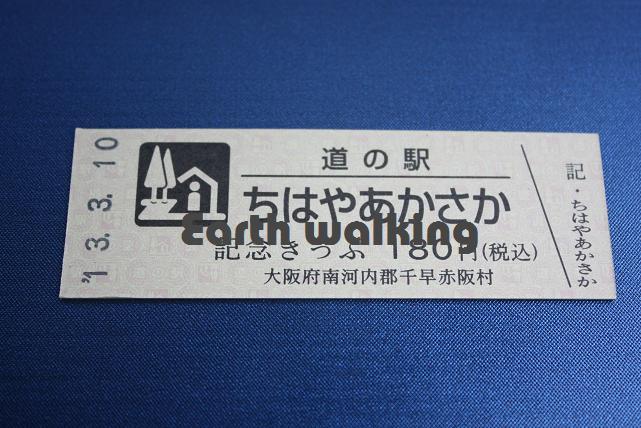 '1 3. 3. 10
道の駅
ちはやあかさか
Earth walking
記念きっぷ 180円(税込)
大阪府南河内郡千早赤阪村
記・ちはやあかさか